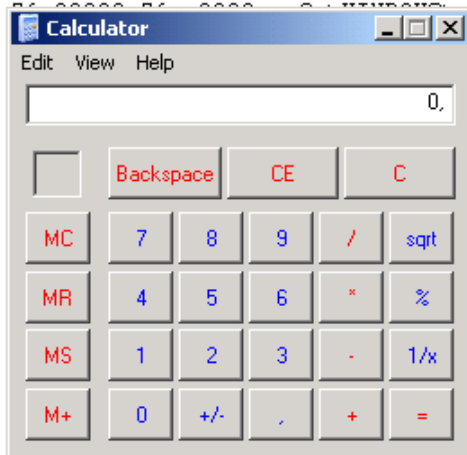 Calculator
Edit View Help
0,
Backspace CE C
MC 7 8 9 / sqrt
MR 4 5 6 * %
MS 1 2 3 - 1/x
M+ 0 +/- , + =